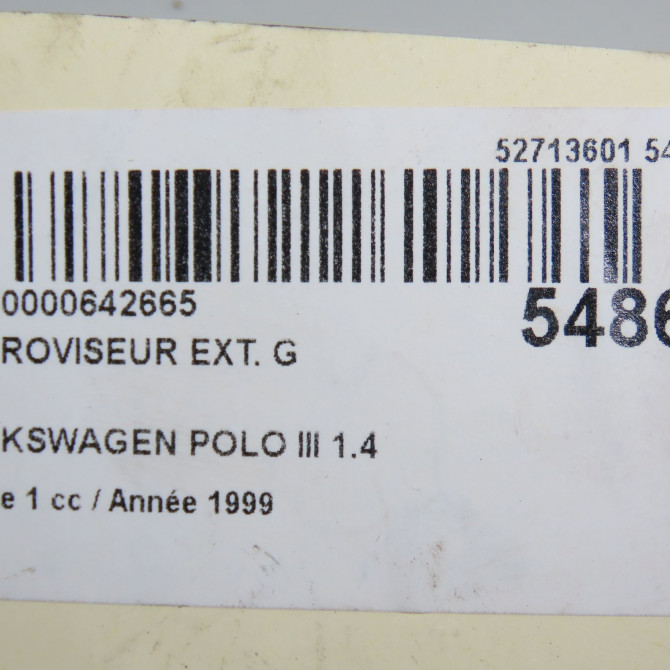 52713601 54
0000642665
5486
ROVISEUR EXT. G
KSWAGEN POLO III 1.4
e 1 cc / Année 1999